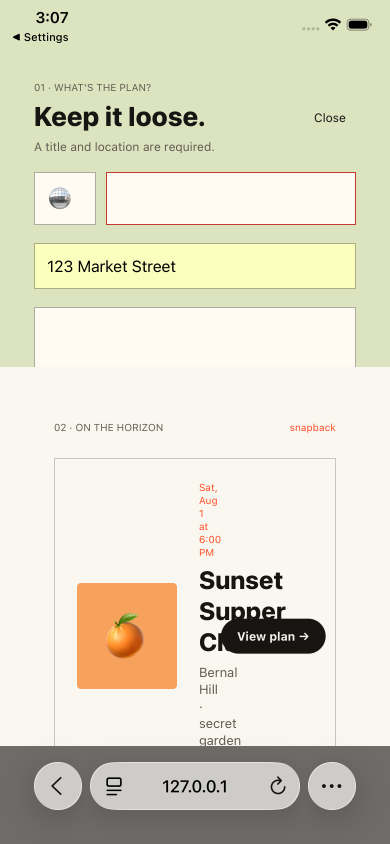 3:07
◀ Settings
01 · WHAT'S THE PLAN?
Keep it loose.
Close
A title and location are required.
123 Market Street
02 · ON THE HORIZON
snapback
Sat,
Aug
1
at
6:00
PM
Sunset
Supper
View plan →
Bernal
Hill
·
secret
garden
127.0.0.1